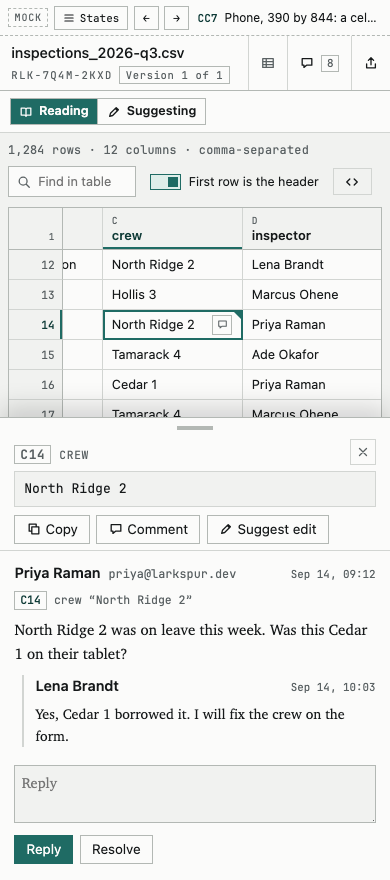 MOCK States ← → CC7 Phone, 390 by 844: a cel…
inspections_2026-q3.csv
RLK-7Q4M-2KXD Version 1 of 1
8
Reading Suggesting
1,284 rows · 12 columns · comma-separated
Find in table First row is the header <>
C D
1 crew inspector
12 on North Ridge 2 Lena Brandt
13 Hollis 3 Marcus Ohene
14 North Ridge 2 Priya Raman
15 Tamarack 4 Ade Okafor
16 Cedar 1 Priya Raman
17 Tamarack 4 Marcus Ohene
C14 CREW
North Ridge 2
Copy Comment Suggest edit
Priya Raman priya@larkspur.dev Sep 14, 09:12
C14 crew “North Ridge 2”
North Ridge 2 was on leave this week. Was this Cedar
1 on their tablet?
Lena Brandt Sep 14, 10:03
Yes, Cedar 1 borrowed it. I will fix the crew on the
form.
Reply
Reply Resolve